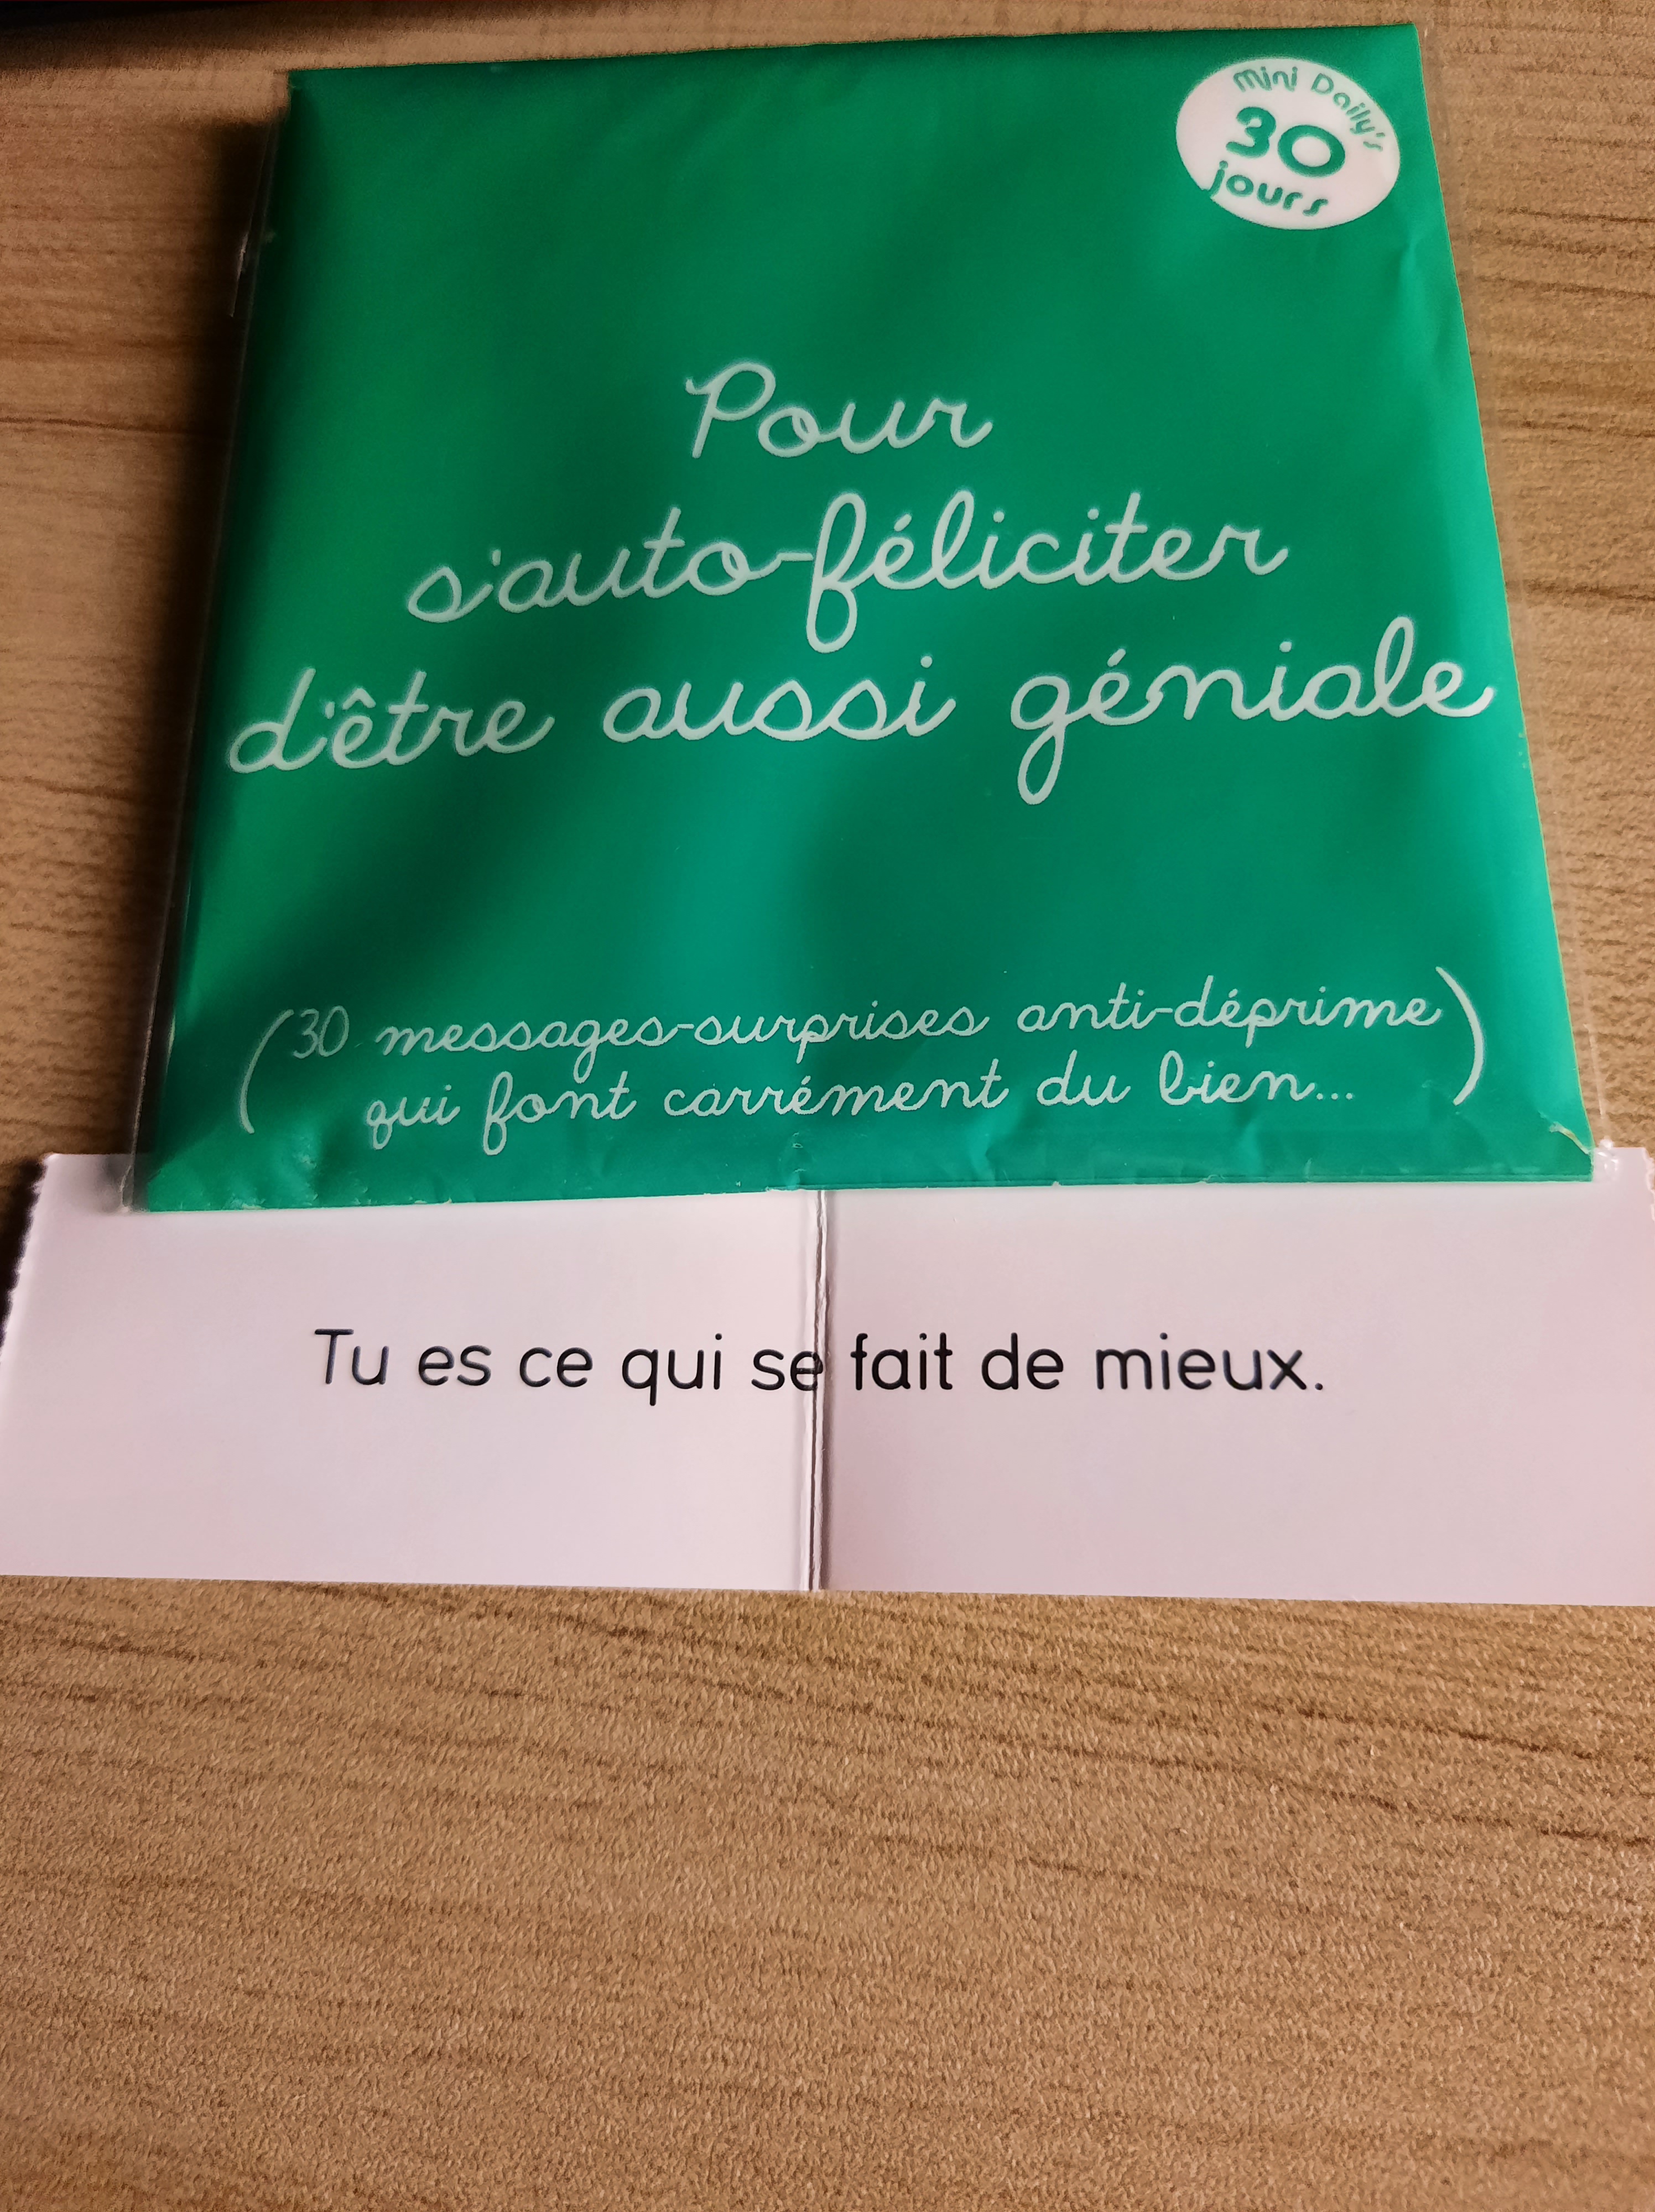 Mini Daily's
30
jours
Pour
s'auto-féliciter
d'être aussi géniale
(30 messages-surprises anti-déprime
qui font carrément du bien...)
Tu es ce qui se fait de mieux.